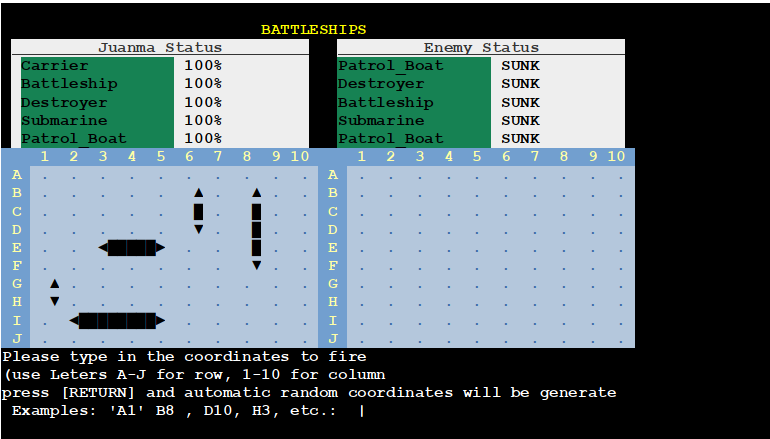 BATTLESHIPS
Juanma Status Enemy Status
Carrier 100% Patrol_Boat SUNK
Battleship 100% Destroyer SUNK
Destroyer 100% Battleship SUNK
Submarine 100% Submarine SUNK
Patrol_Boat 100% Patrol_Boat SUNK
1 2 3 4 5 6 7 8 9 10 1 2 3 4 5 6 7 8 9 10
A A
B B
C C
D D
E E
F F
G G
H H
I I
J J
Please type in the coordinates to fire
(use Leters A-J for row, 1-10 for column
press [RETURN] and automatic random coordinates will be generate
Examples: 'A1' B8 , D10, H3, etc.: |